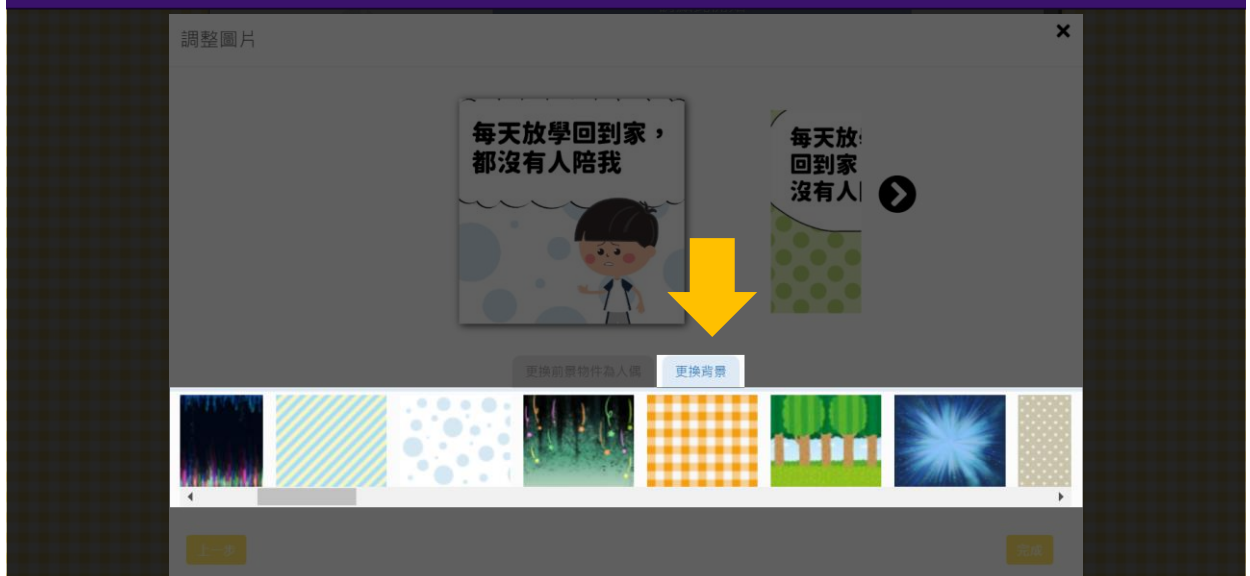 調整圖片
每天放學回到家，
都沒有人陪我
每天放
回到家
沒有人
更換前景物件為人偶
更換背景
上一步
完成